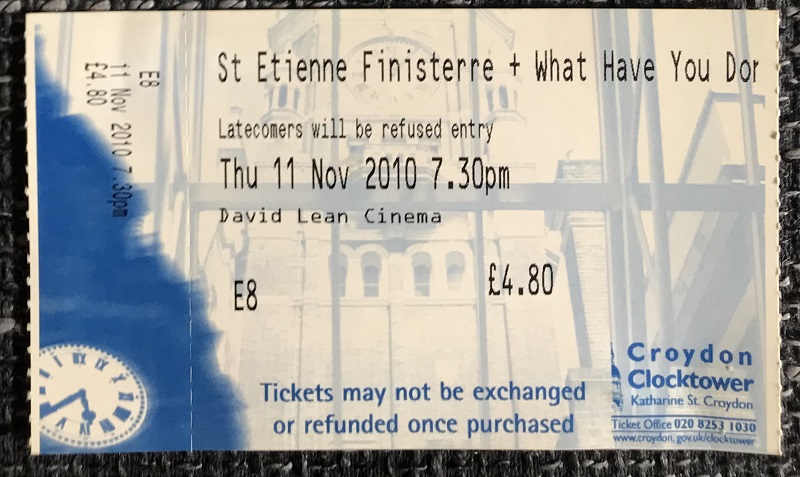 E8
11 Nov 2010 7.30pm
£4.80
St Etienne Finisterre + What Have You Dor
Latecomers will be refused entry
Thu 11 Nov 2010 7.30pm
David Lean Cinema
E8
£4.80
Tickets may not be exchanged
or refunded once purchased
Croydon
Clocktower
Katharine St. Croydon
Ticket Office 020 8253 1030
www.croydon.gov.uk/clocktower